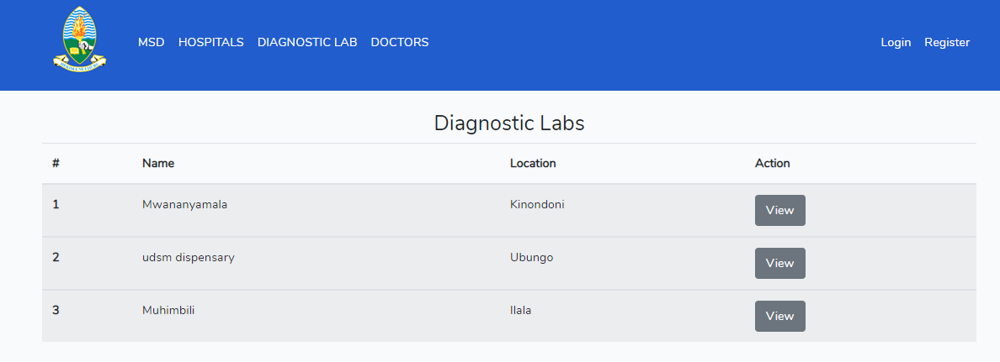 MSD HOSPITALS DIAGNOSTIC LAB DOCTORS Login Register
Diagnostic Labs
# Name Location Action
1 Mwananyamala Kinondoni View
2 udsm dispensary Ubungo View
3 Muhimbili Ilala View